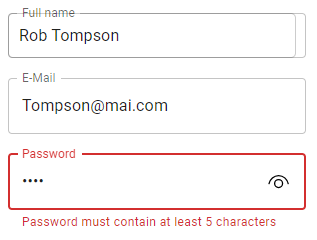 Full name
Rob Tompson
E-Mail
Tompson@mai.com
Password
••••
Password must contain at least 5 characters